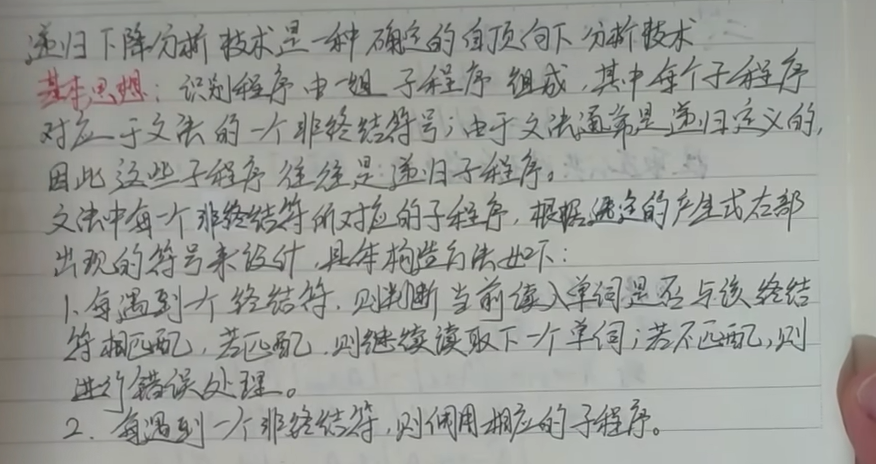 递归下降分析技术是一种确定的自顶向下分析技术
基本思想：识别程序由一组子程序组成，其中每个子程序
对应于文法的一个非终结符号；由于文法通常是递归定义的，
因此这些子程序往往是递归子程序。
文法中每一个非终结符所对应的子程序，根据选定的产生式右部
出现的符号来设计，具体构造方法如下：
1. 每遇到一个终结符，则判断当前读入单词是否与该终结
符相匹配，若匹配，则继续读取下一个单词；若不匹配，则
进行错误处理。
2. 每遇到一个非终结符，则调用相应的子程序。